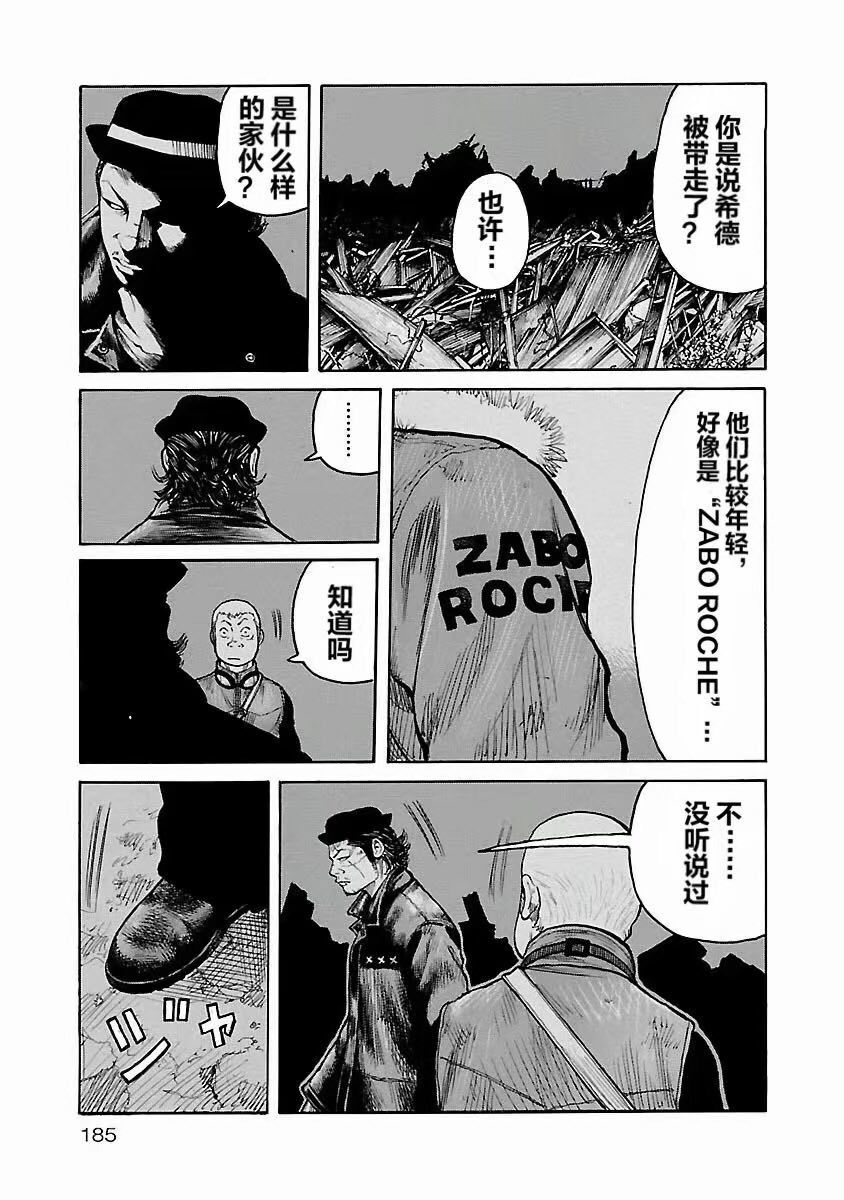 你是说希德
被带走了？
也许…
是什么样
的家伙？
他们比较年轻，
好像是“ZABO ROCHE”…
ZABO
ROCH
……
知道吗
不……
没听说过
ジャ
185